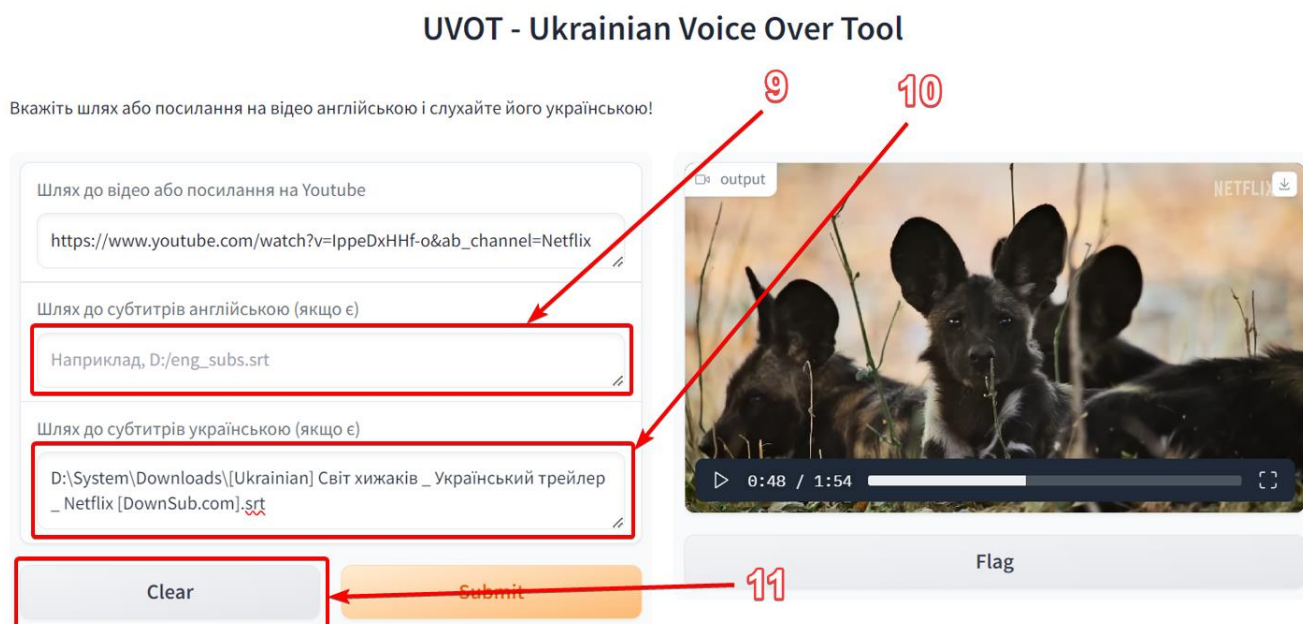 UVOT - Ukrainian Voice Over Tool
9
10
Вкажіть шлях або посилання на відео англійською і слухайте його українською!
Шлях до відео або посилання на Youtube
https://www.youtube.com/watch?v=IppeDxHHf-o&ab_channel=Netflix
Шлях до субтитрів англійською (якщо є)
Наприклад, D:/eng_subs.srt
Шлях до субтитрів українською (якщо є)
D:\System\Downloads\[Ukrainian] Світ хижаків _ Український трейлер
_ Netflix [DownSub.com].srt
Clear
Submit
11
output
NETFLIX
0:48 / 1:54
Flag